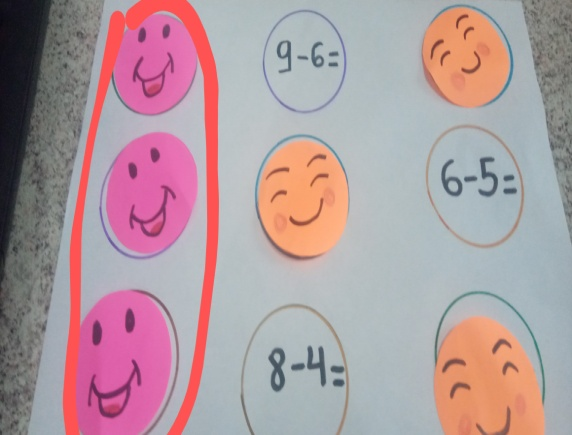 9-6=
6-5=
8-4=